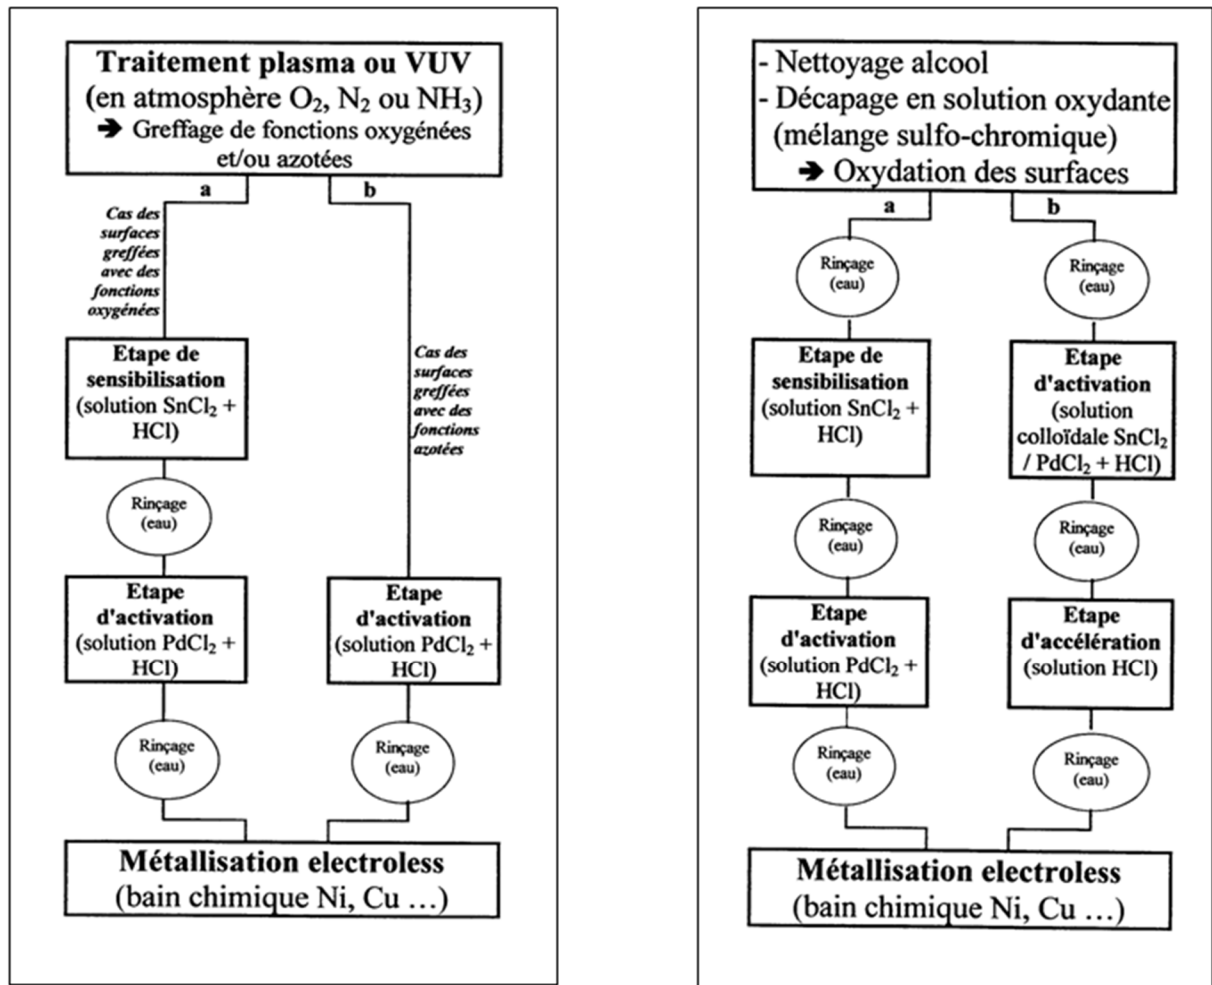 Traitement plasma ou VUV
(en atmosphère O₂, N₂ ou NH₃)
➔ Greffage de fonctions oxygénées
et/ou azotées
a
b
Cas des
surfaces
greffées
avec des
fonctions
oxygénées
Etape de
sensibilisation
(solution SnCl₂ +
HCl)
Rinçage
(eau)
Etape
d'activation
(solution PdCl₂ +
HCl)
Rinçage
(eau)
Cas des
surfaces
greffées
avec des
fonctions
azotées
Etape
d'activation
(solution PdCl₂ +
HCl)
Rinçage
(eau)
Métallisation electroless
(bain chimique Ni, Cu ...)
- Nettoyage alcool
- Décapage en solution oxydante
(mélange sulfo-chromique)
➔ Oxydation des surfaces
a
b
Rinçage
(eau)
Etape de
sensibilisation
(solution SnCl₂ +
HCl)
Rinçage
(eau)
Etape
d'activation
(solution PdCl₂ +
HCl)
Rinçage
(eau)
Rinçage
(eau)
Etape
d'activation
(solution
colloïdale SnCl₂
/ PdCl₂ + HCl)
Rinçage
(eau)
Etape
d'accélération
(solution HCl)
Rinçage
(eau)
Métallisation electroless
(bain chimique Ni, Cu ...)